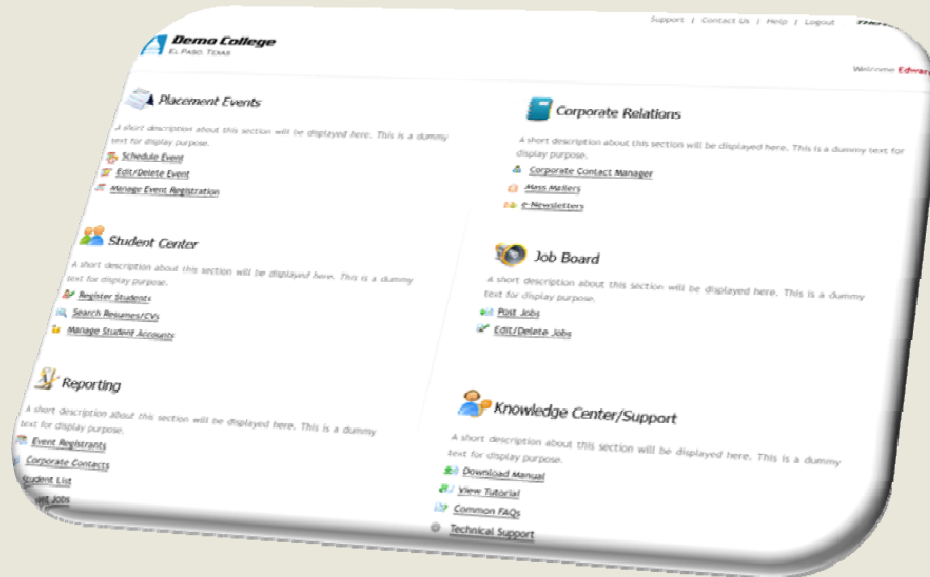 Support | Contact Us | Help | Logout
Demo College
EL PASO, TEXAS
Welcome Edwar
Placement Events
A short description about this section will be displayed here. This is a dummy
text for display purpose.
Schedule Event
Edit/Delete Event
Manage Event Registration
Student Center
A short description about this section will be displayed here. This is a dummy
text for display purpose.
Register Students
Search Resumes/CVs
Manage Student Accounts
Reporting
A short description about this section will be displayed here. This is a dummy
text for display purpose.
Event Registrants
Corporate Contacts
Student List
Jobs
Corporate Relations
A short description about this section will be displayed here. This is a dummy text for
display purpose.
Corporate Contact Manager
Mass Mailers
e-Newsletters
Job Board
A short description about this section will be displayed here. This is a dummy
text for display purpose.
Post Jobs
Edit/Delete Jobs
Knowledge Center/Support
A short description about this section will be displayed here. This is a dummy
text for display purpose.
Download Manual
View Tutorial
Common FAQs
Technical Support